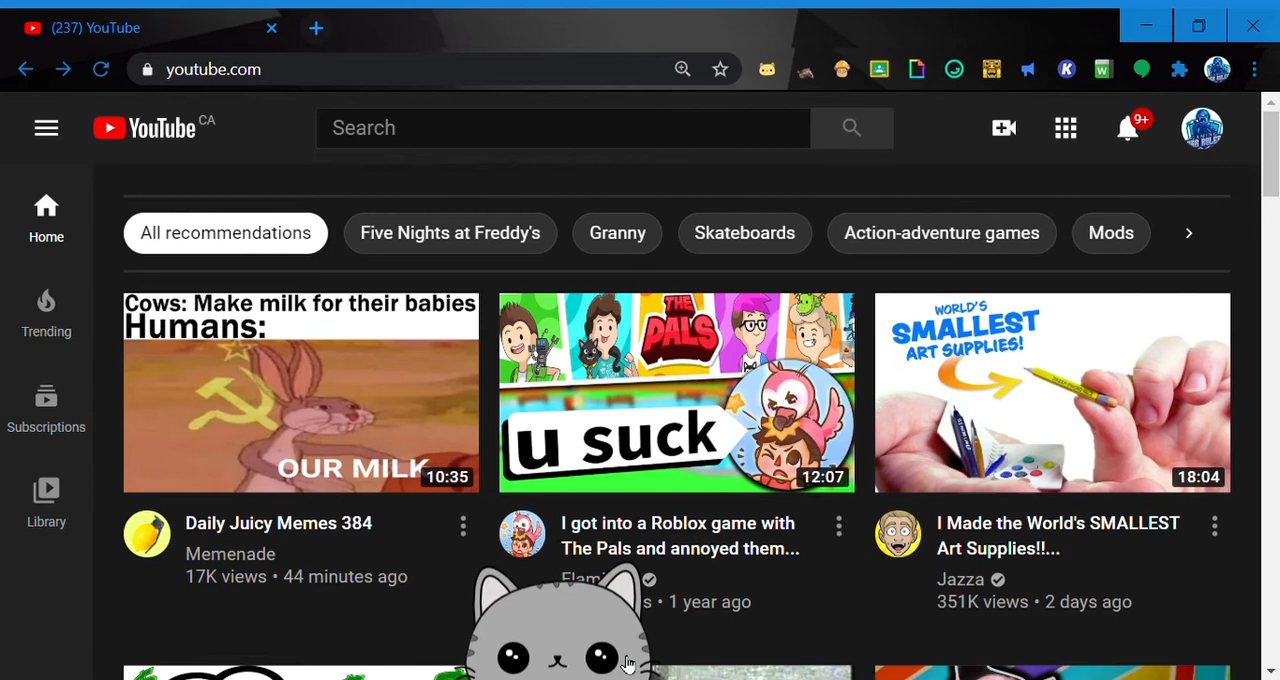 (237) YouTube
youtube.com
YouTube CA
Search
9+
Home
Trending
Subscriptions
Library
All recommendations
Five Nights at Freddy's
Granny
Skateboards
Action-adventure games
Mods
Cows: Make milk for their babies
Humans:
OUR MILK
10:35
THE
PALS
u suck
12:07
WORLD'S
SMALLEST
ART SUPPLIES!
18:04
Daily Juicy Memes 384
Memenade
17K views • 44 minutes ago
I got into a Roblox game with
The Pals and annoyed them...
• 1 year ago
I Made the World's SMALLEST
Art Supplies!!...
Jazza
351K views • 2 days ago